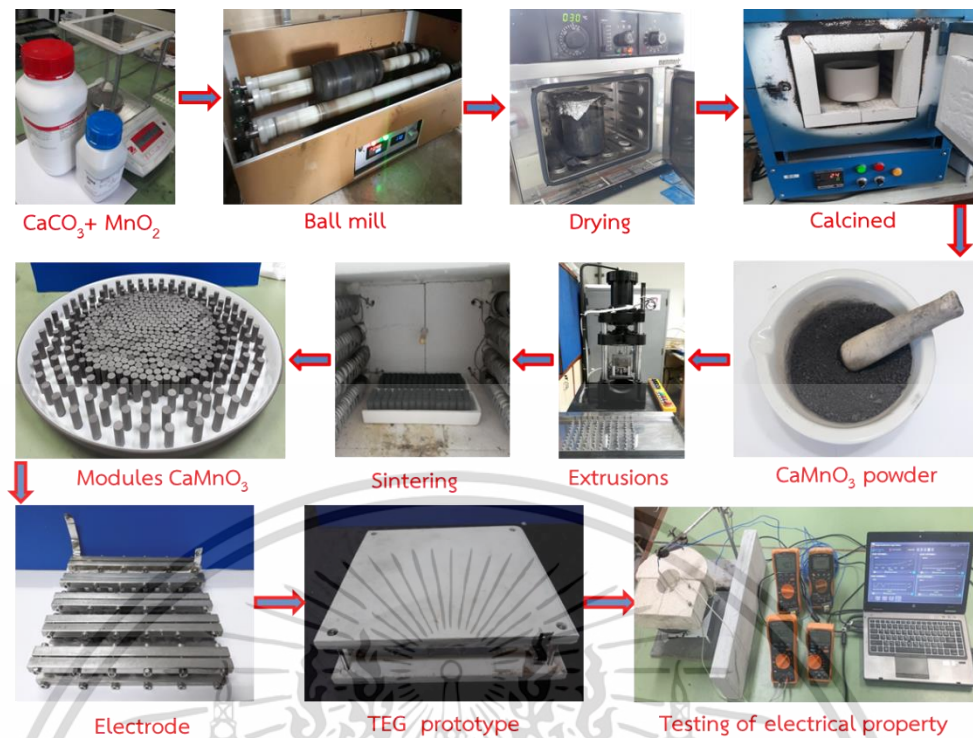 CaCO₃+ MnO₂
Ball mill
Drying
Calcined
CaMnO₃ powder
Extrusions
Sintering
Modules CaMnO₃
Electrode
TEG prototype
Testing of electrical property